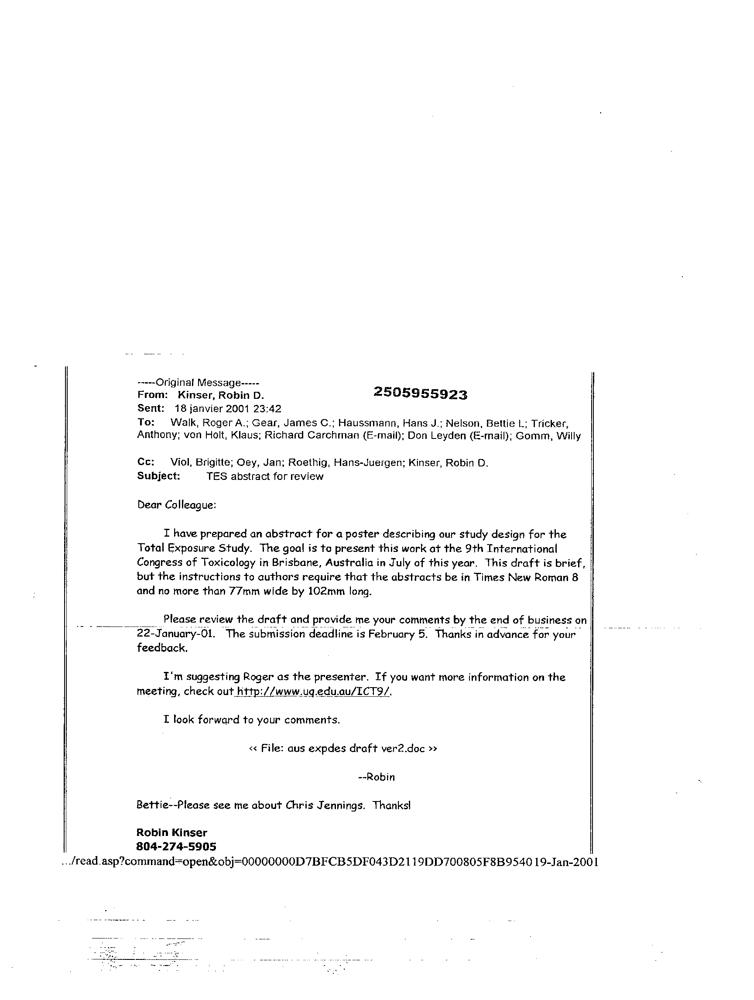 -----Original Message-----
From: Kinser, Robin D.
2505955923
Sent: 18 janvier 2001 23:42
To: Walk, Roger A.; Gear, James C.; Haussmann, Hans J.; Nelson, Bettie L; Tricker,
Anthony; von Holt, Klaus; Richard Carchman (E-mail); Don Leyden (E-mail); Gomm, Willy
Cc: Viol, Brigitte; Oey, Jan; Roethig, Hans-Juergen; Kinser, Robin D.
Subject: TES abstract for review
Dear Colleague:
I have prepared an abstract for a poster describing our study design for the
Total Exposure Study. The goal is to present this work at the 9th International
Congress of Toxicology in Brisbane, Australia in July of this year. This draft is brief,
but the instructions to authors require that the abstracts be in Times New Roman 8
and no more than 77mm wide by 102mm long.
Please review the draft and provide me your comments by the end of business on
22-January-01. The submission deadline is February 5. Thanks in advance for your
feedback.
I'm suggesting Roger as the presenter. If you want more information on the
meeting, check out http://www.uq.edu.au/ICT9/.
I look forward to your comments.
<< File: aus expdes draft ver2.doc >>
--Robin
Bettie--Please see me about Chris Jennings. Thanks!
Robin Kinser
804-274-5905
.../read.asp?command=open&obj=00000000D7BFCB5DF043D2119DD700805F8B954019-Jan-2001